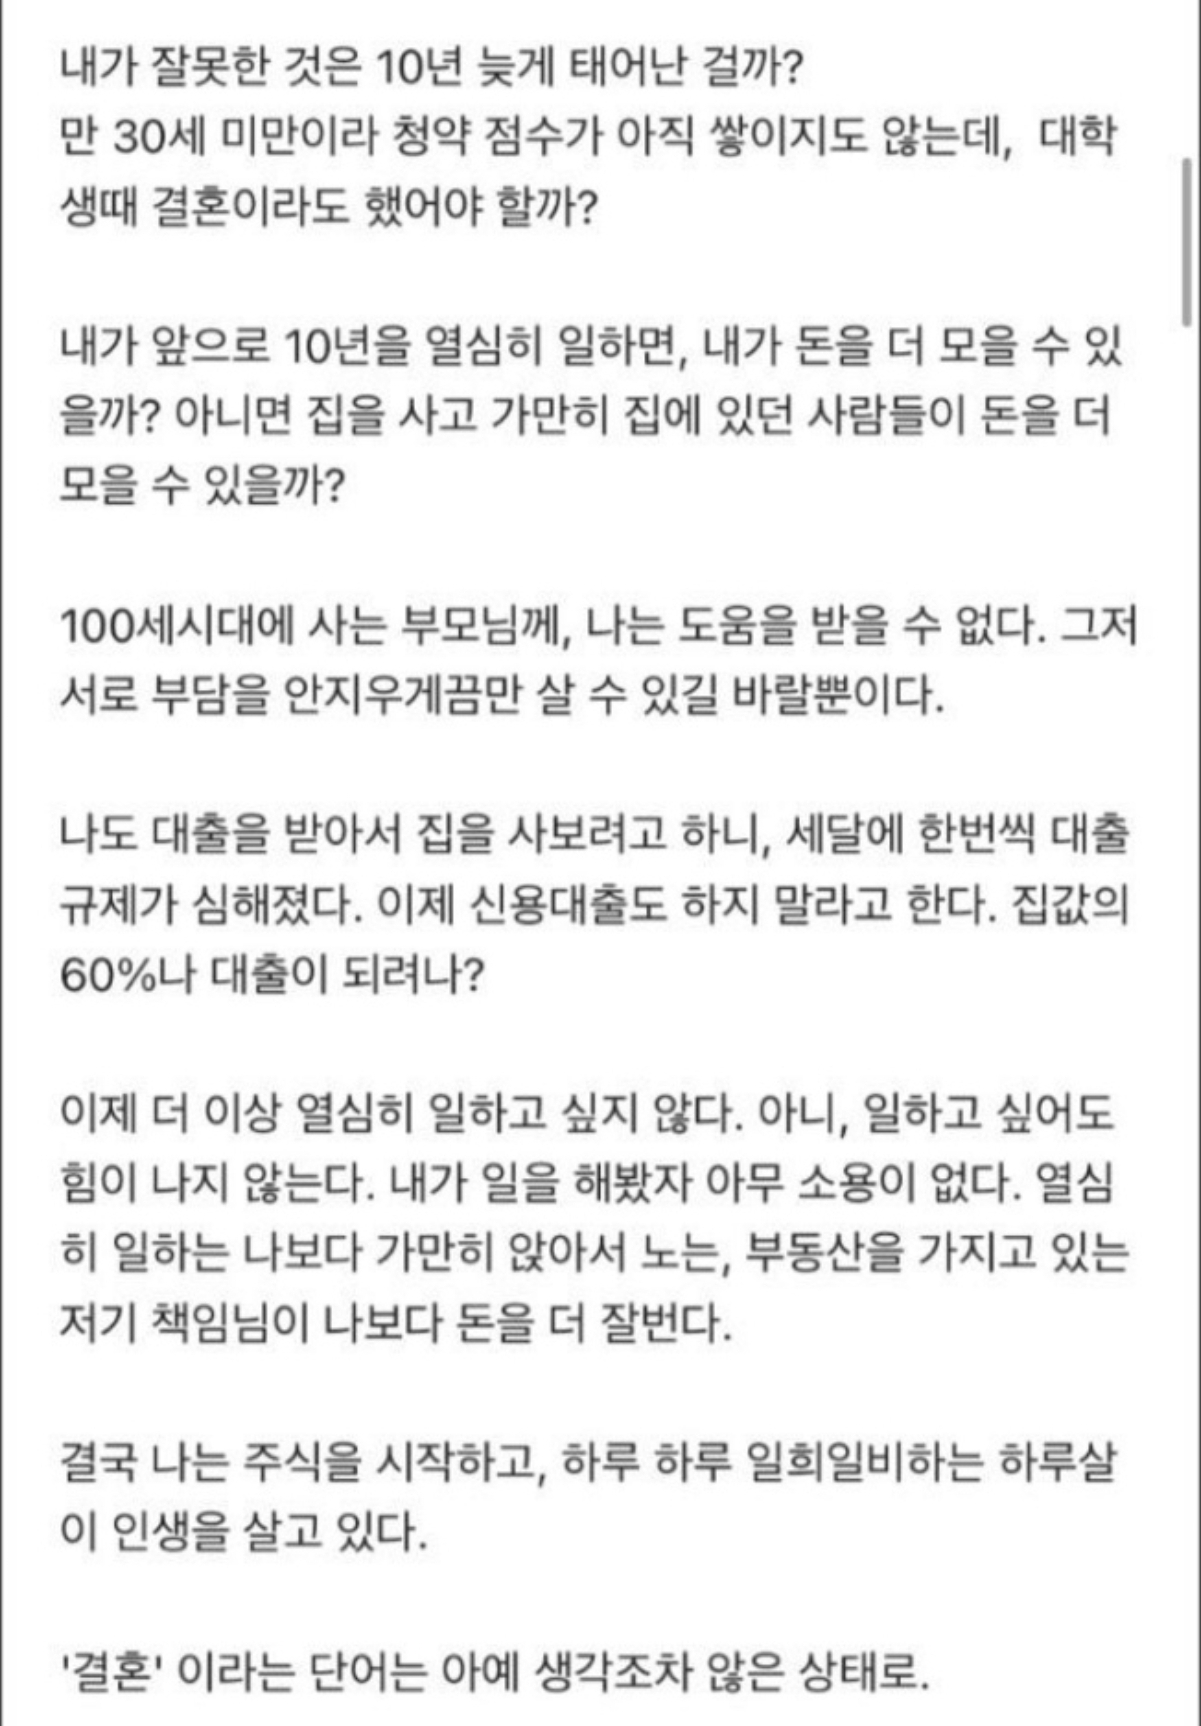 내가 잘못한 것은 10년 늦게 태어난 걸까?
만 30세 미만이라 청약 점수가 아직 쌓이지도 않는데, 대학
생때 결혼이라도 했어야 할까?
내가 앞으로 10년을 열심히 일하면, 내가 돈을 더 모을 수 있
을까? 아니면 집을 사고 가만히 집에 있던 사람들이 돈을 더
모을 수 있을까?
100세시대에 사는 부모님께, 나는 도움을 받을 수 없다. 그저
서로 부담을 안지우게끔만 살 수 있길 바랄뿐이다.
나도 대출을 받아서 집을 사보려고 하니, 세달에 한번씩 대출
규제가 심해졌다. 이제 신용대출도 하지 말라고 한다. 집값의
60%나 대출이 되려나?
이제 더 이상 열심히 일하고 싶지 않다. 아니, 일하고 싶어도
힘이 나지 않는다. 내가 일을 해봤자 아무 소용이 없다. 열심
히 일하는 나보다 가만히 앉아서 노는, 부동산을 가지고 있는
저기 책임님이 나보다 돈을 더 잘번다.
결국 나는 주식을 시작하고, 하루 하루 일희일비하는 하루살
이 인생을 살고 있다.
'결혼' 이라는 단어는 아예 생각조차 않은 상태로.